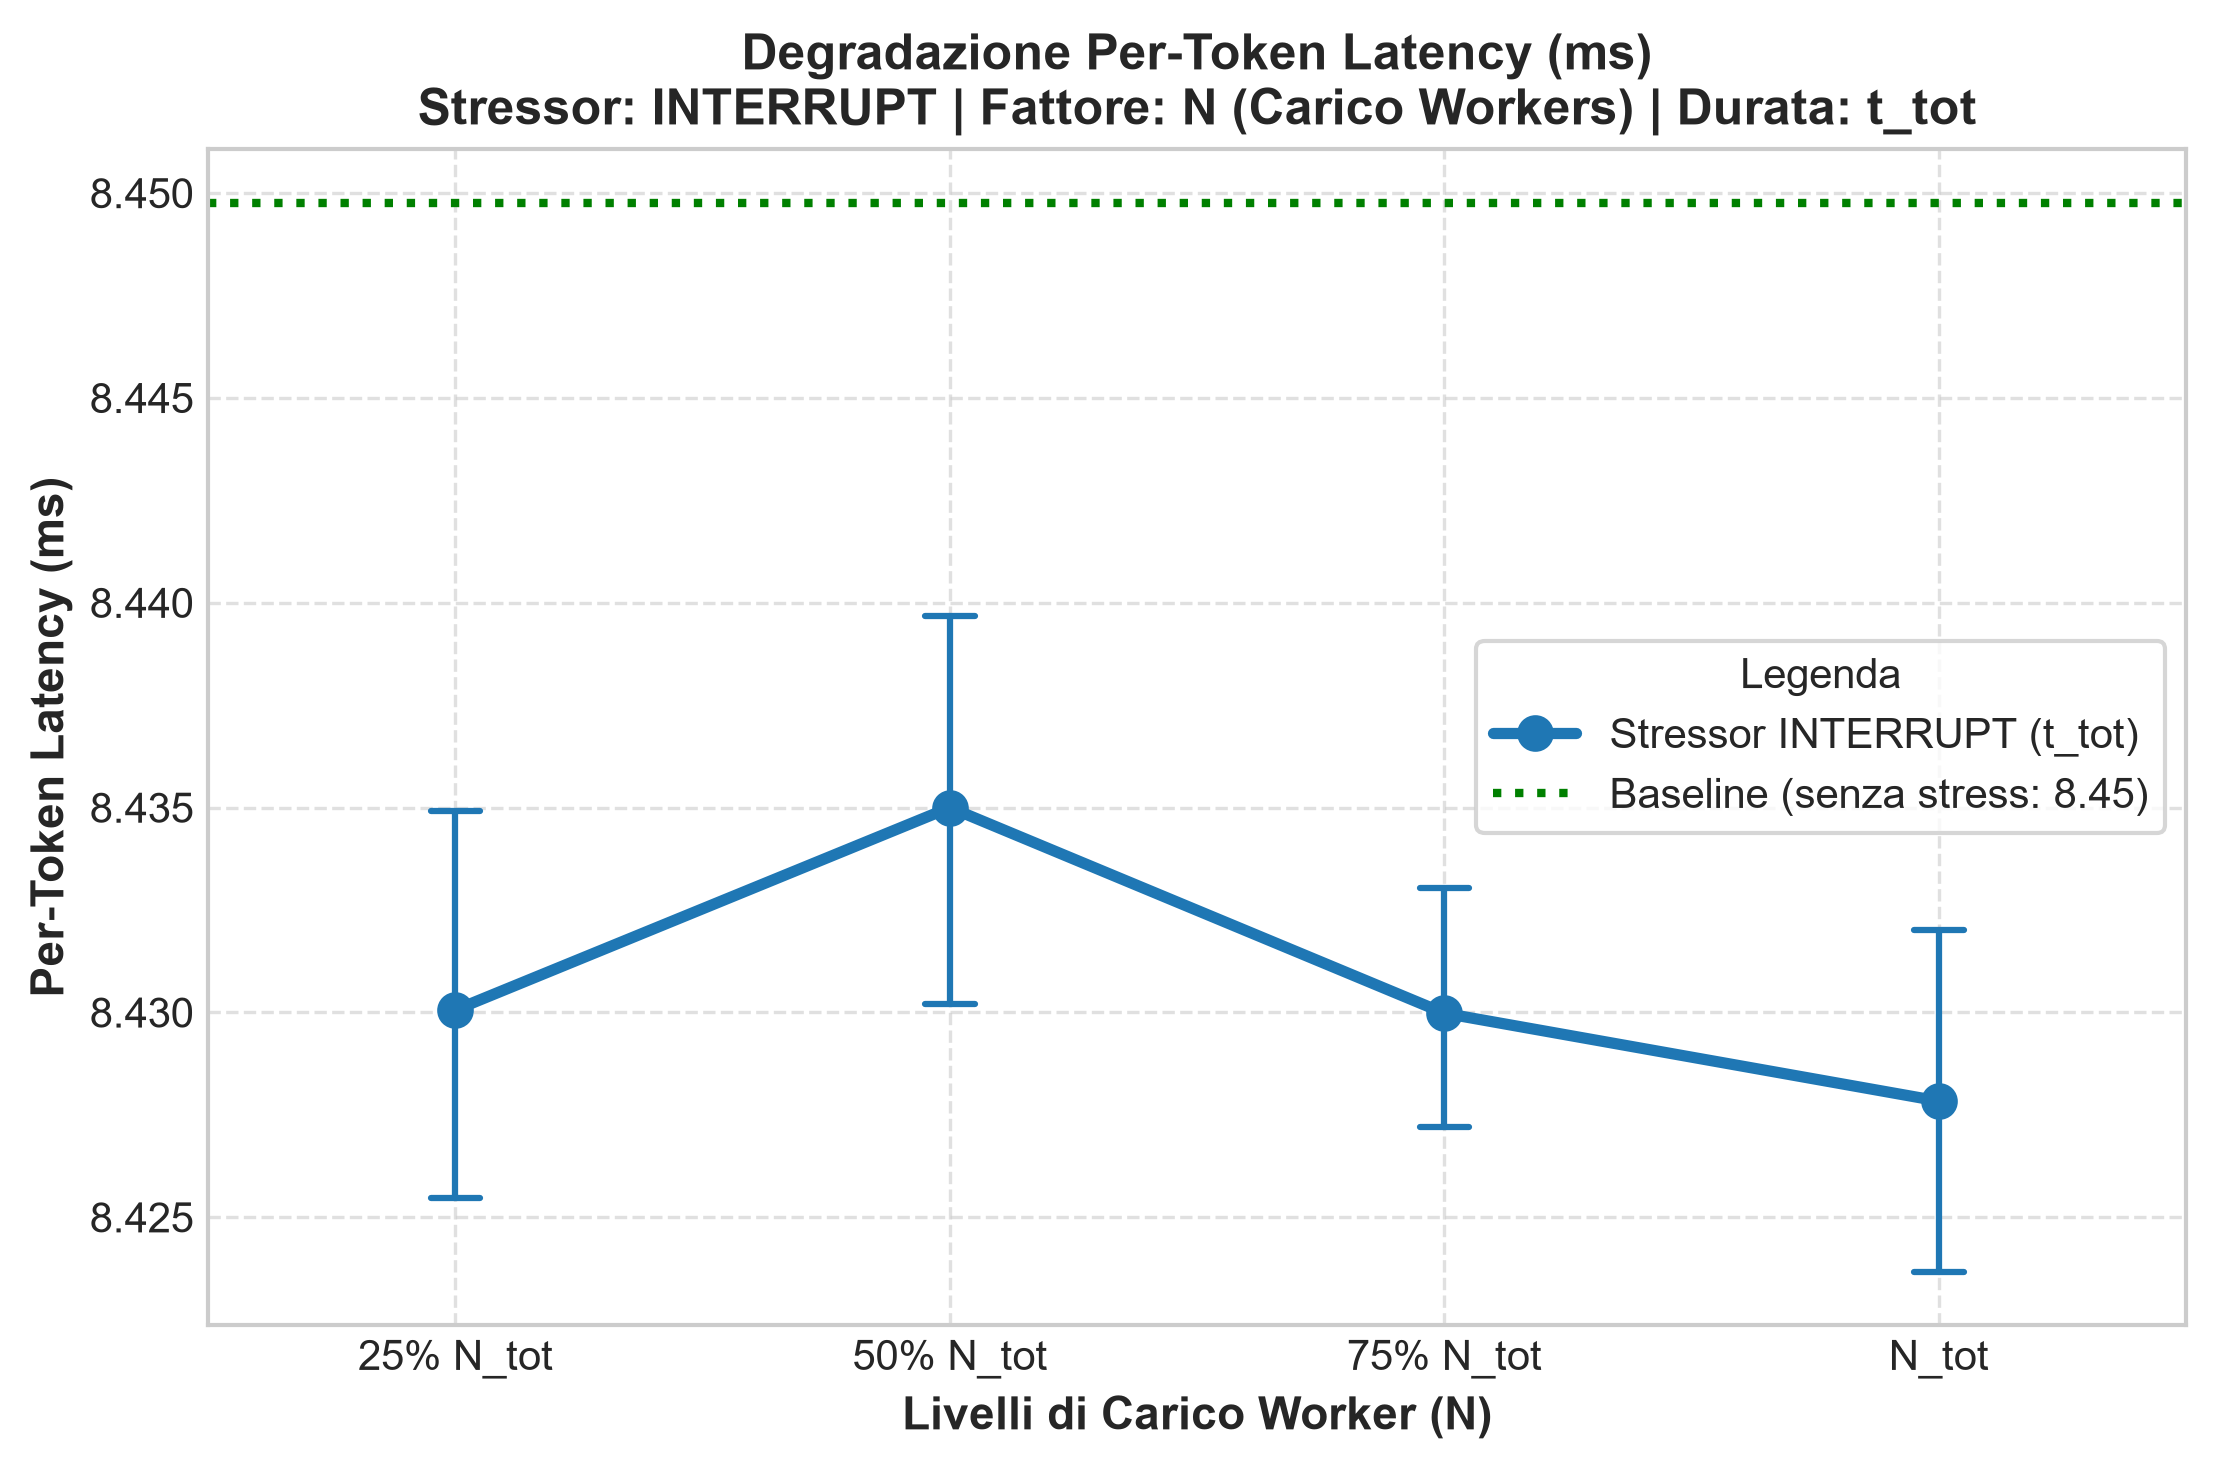 Degradazione Per-Token Latency (ms)
Stressor: INTERRUPT | Fattore: N (Carico Workers) | Durata: t_tot
Per-Token Latency (ms)
8.450
8.445
8.440
8.435
8.430
8.425
Legenda
Stressor INTERRUPT (t_tot)
Baseline (senza stress: 8.45)
25% N_tot
50% N_tot
75% N_tot
N_tot
Livelli di Carico Worker (N)